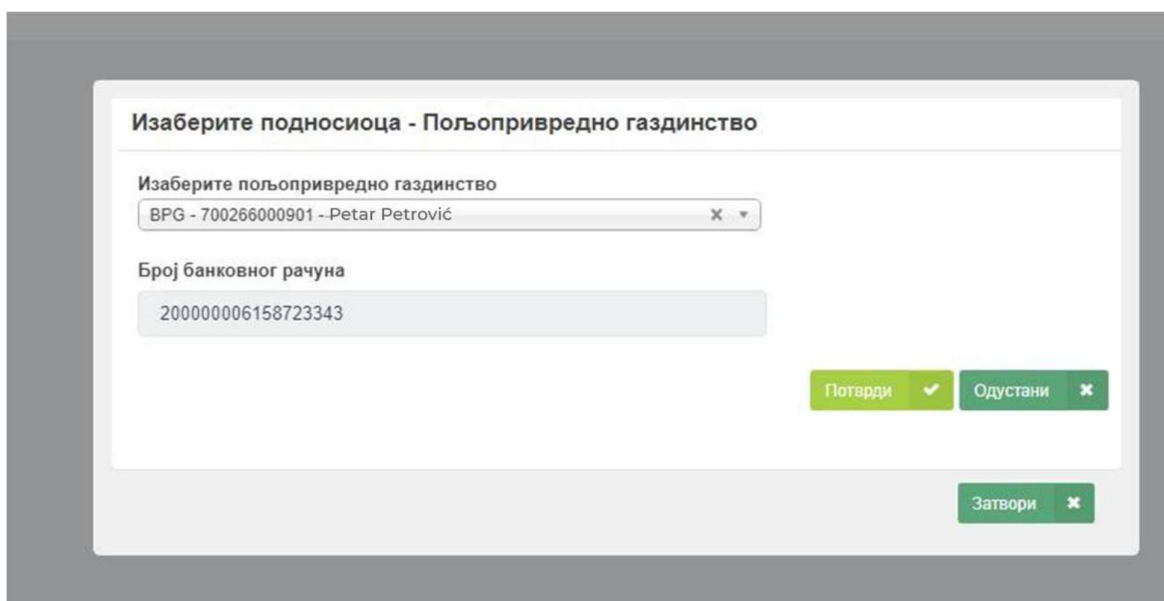 Изаберите подносиоца - Пољопривредно газдинство
Изаберите пољопривредно газдинство
BPG - 700266000901 - Petar Petrović
Број банковног рачуна
200000006158723343
Потврди
Одустани
Затвори